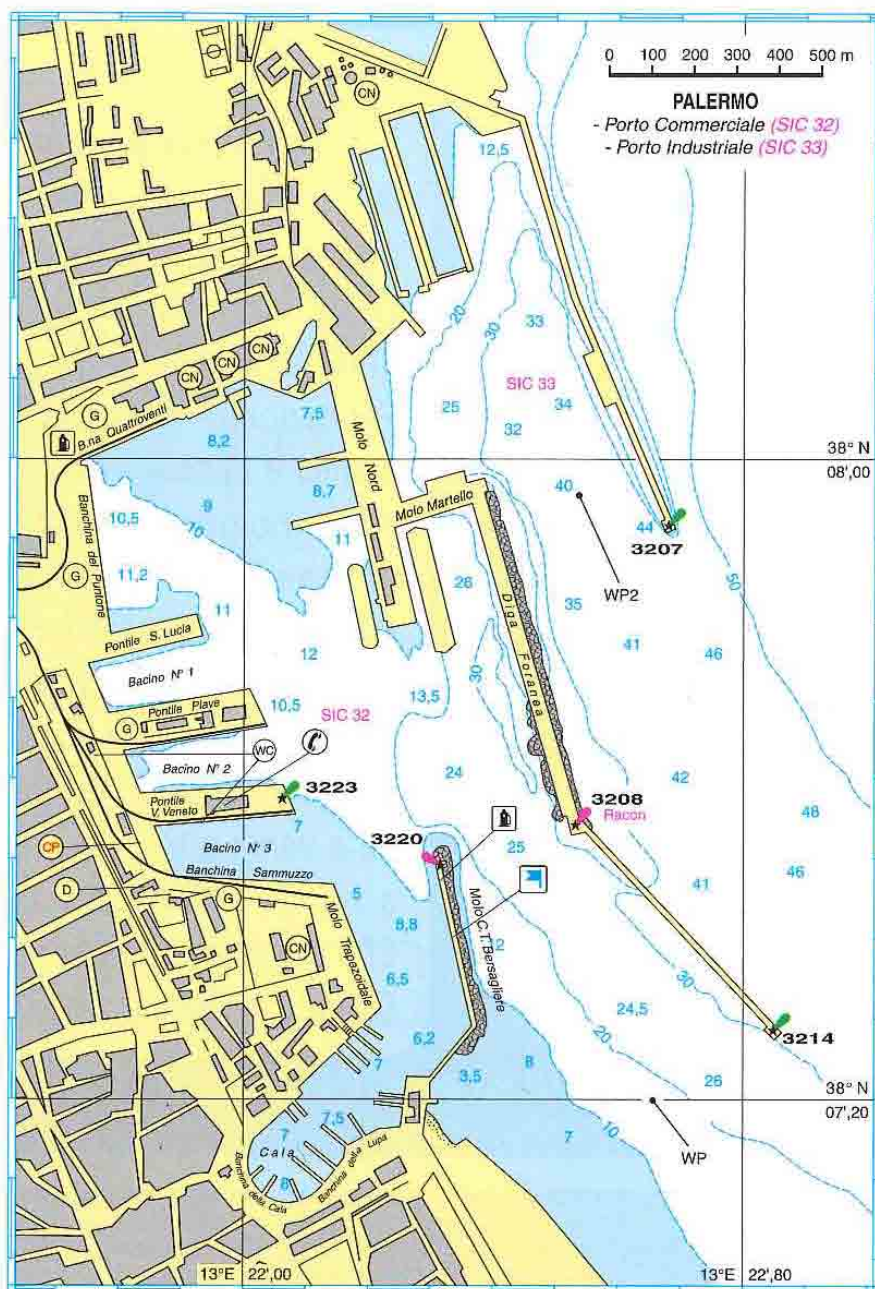 0 100 200 300 500 m
PALERMO
- Porto Commerciale (SIC 32)
- Porto Industriale (SIC 33)
CN
12,5
20
30
33
SIC 33
34
25
32
CN
CN
CN
G
B.na Quattroventi
7,5
8,2
Molo Nord
38° N
08',00
8,7
9
10
10,5
Banchina del Puntone
Molo Martello
40
44
3207
WP2
11
11,2
G
11
26
35
Diga Foranea
41
46
50
12
Pontile S. Lucia
Bacino N° 1
30
13,5
10,5
SIC 32
Pontile Piave
G
WC
Bacino N° 2
24
42
48
3223
Pontile V. Veneto
7
3208
Racon
3220
25
CP
Bacino N° 3
Banchina Sammuzzo
D
G
5
41
46
Molo C.T. Bersagliere
8,8
12
Molo Trapezoidale
CN
30
6,5
24,5
6,2
20
3214
8
7
3,5
26
38° N
07',20
7,5
7
10
7
Cala
8
WP
Banchina della Lupa
Banchina della Cala
13°E 22',00
13°E 22',80